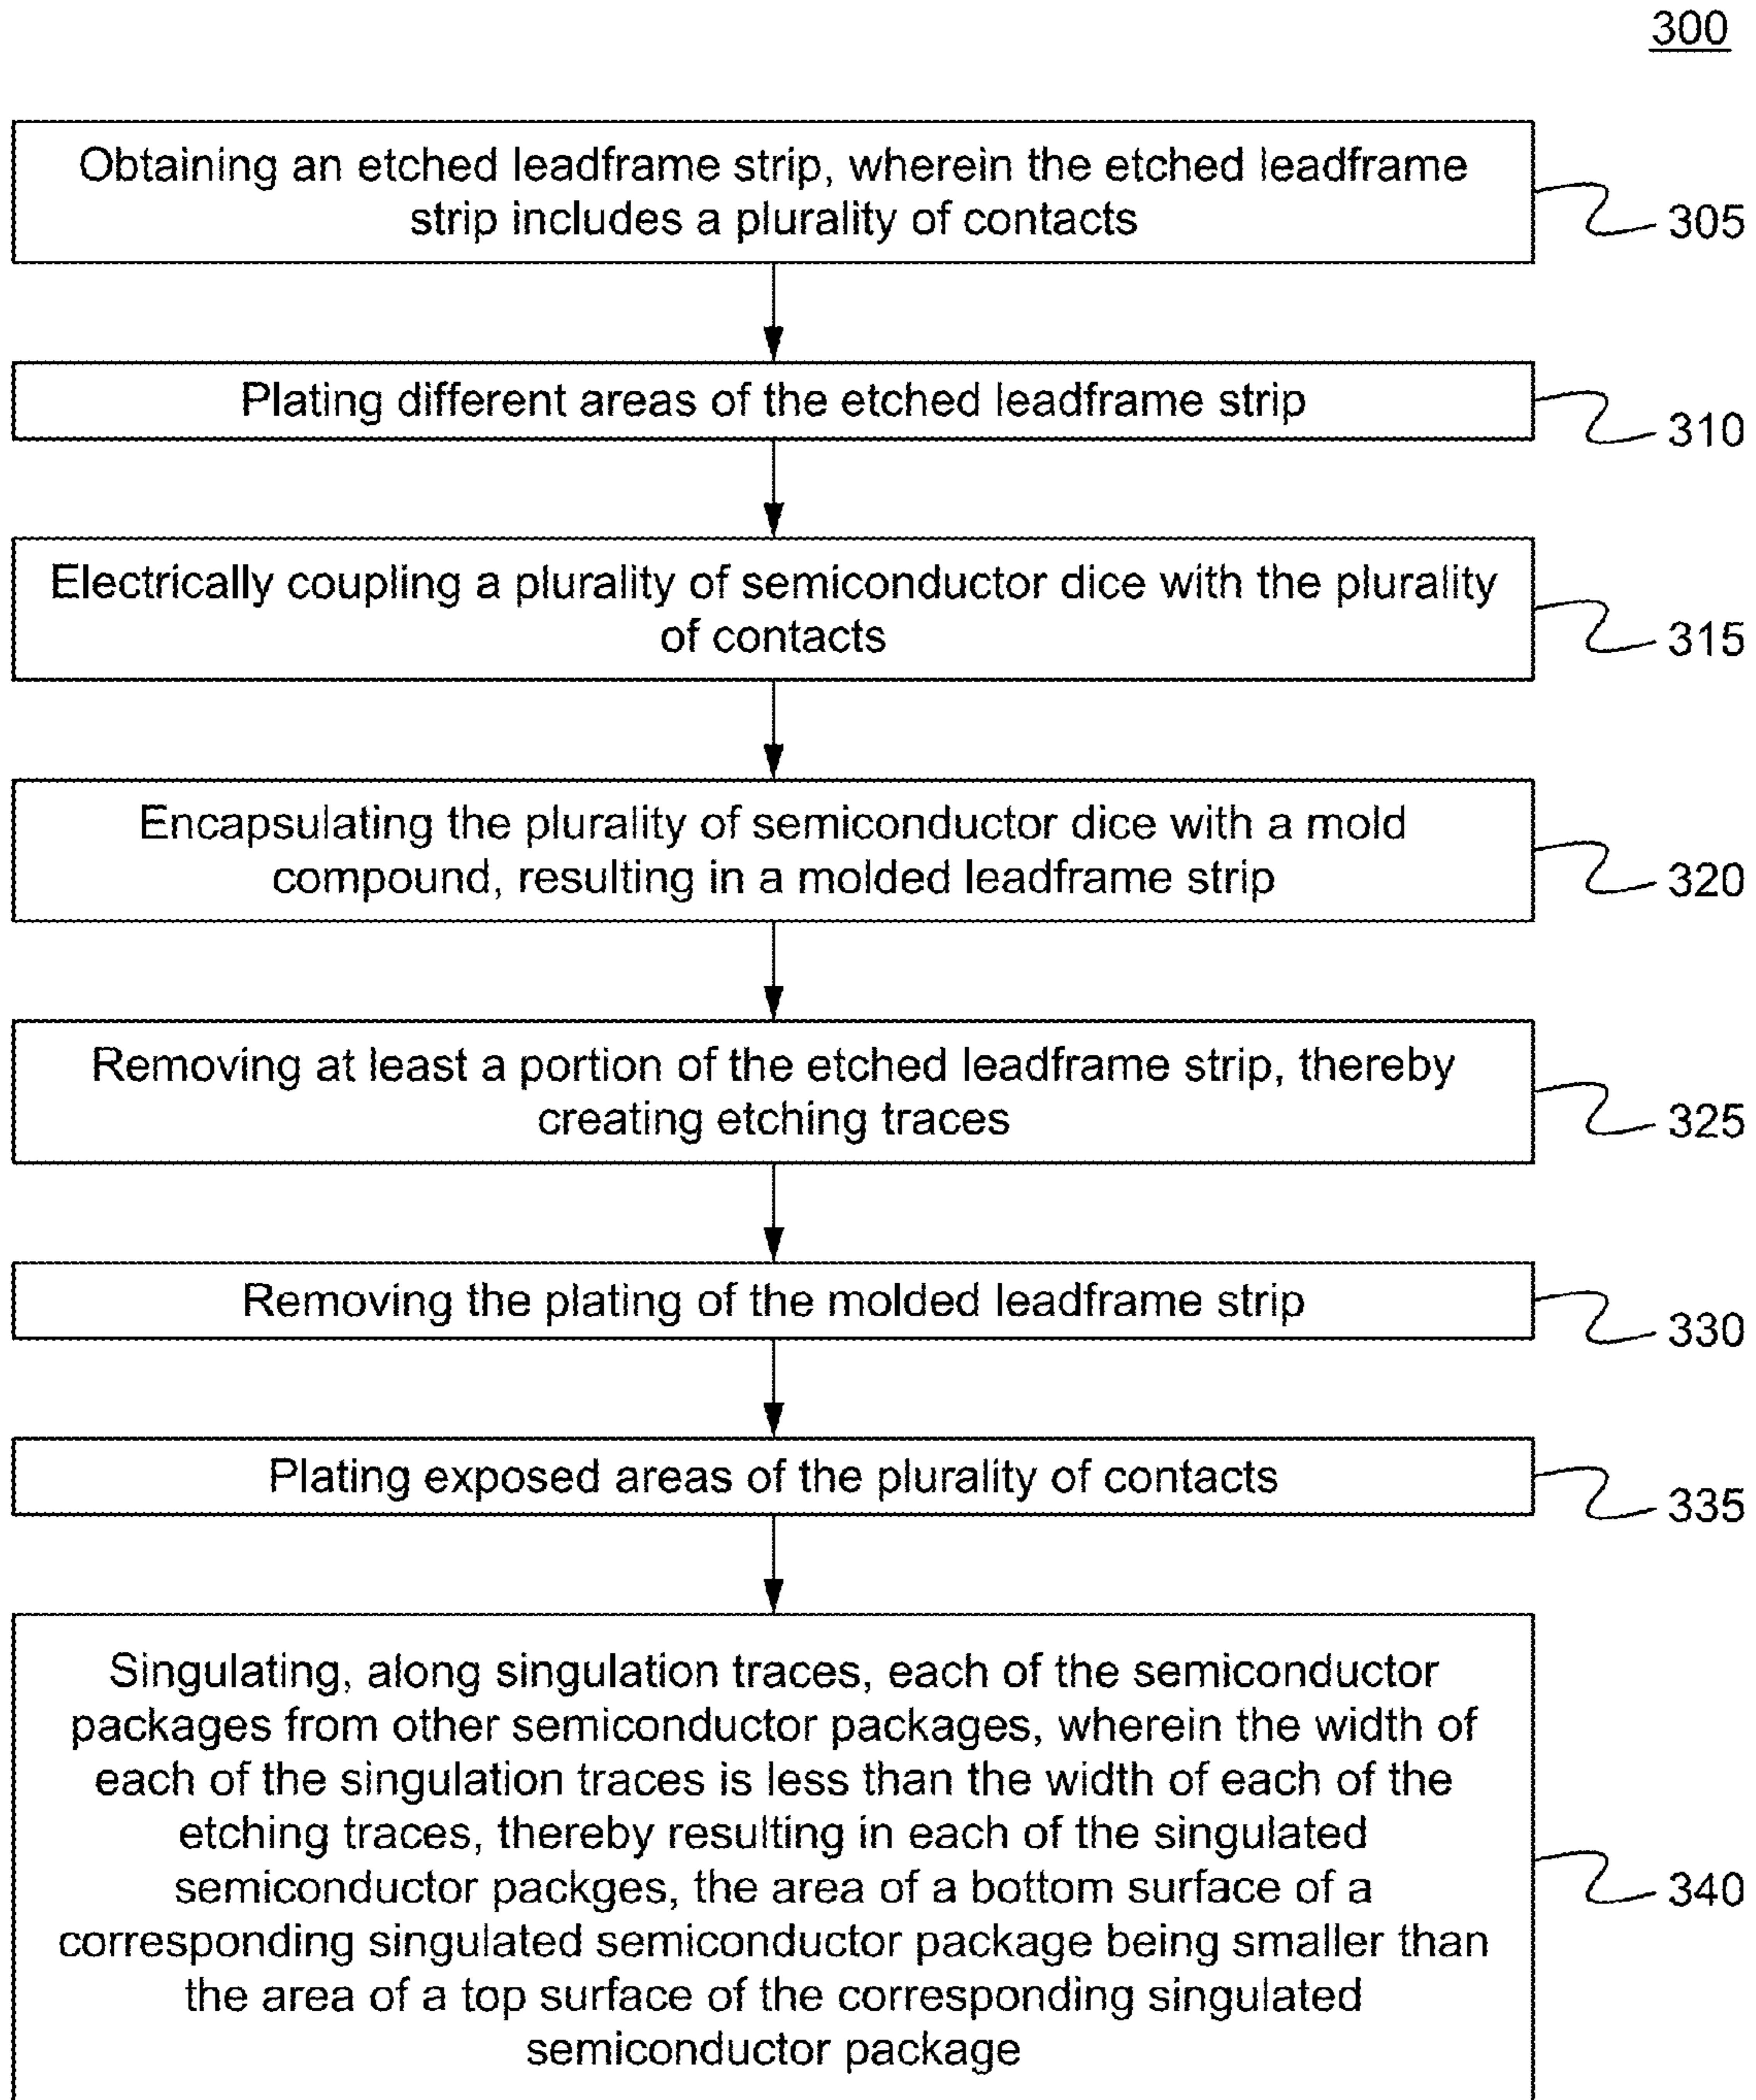 300
Obtaining an etched leadframe strip, wherein the etched leadframe
strip includes a plurality of contacts
305
Plating different areas of the etched leadframe strip
310
Electrically coupling a plurality of semiconductor dice with the plurality
of contacts
315
Encapsulating the plurality of semiconductor dice with a mold
compound, resulting in a molded leadframe strip
320
Removing at least a portion of the etched leadframe strip, thereby
creating etching traces
325
Removing the plating of the molded leadframe strip
330
Plating exposed areas of the plurality of contacts
335
Singulating, along singulation traces, each of the semiconductor
packages from other semiconductor packages, wherein the width of
each of the singulation traces is less than the width of each of the
etching traces, thereby resulting in each of the singulated
semiconductor packges, the area of a bottom surface of a
corresponding singulated semiconductor package being smaller than
the area of a top surface of the corresponding singulated
semiconductor package
340